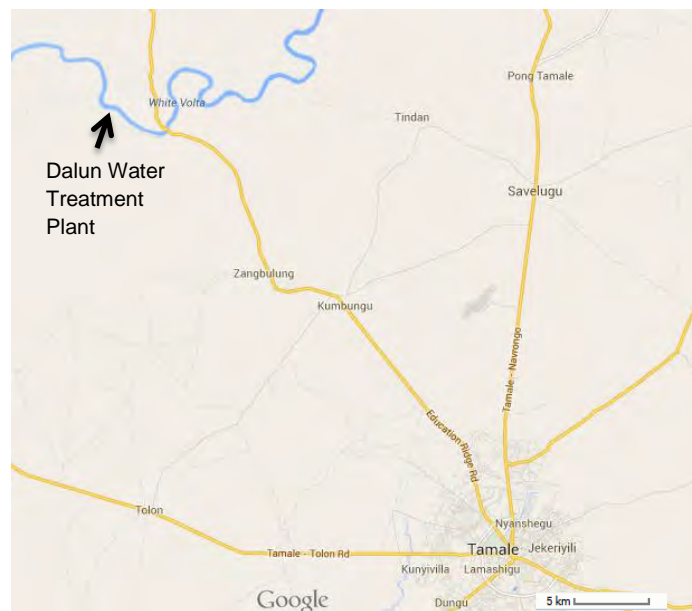 Pong Tamale
White Volta
Tindan
Dalun Water
Treatment
Plant
Savelugu
Zangbulung
Kumbungu
Tamale - Navrongo
Education Ridge Rd
Tolon
Nyanshegu
Tamale - Tolon Rd
Tamale
Jekeriyili
Kunyivilla
Lamashigu
Google
Dungu
5 km